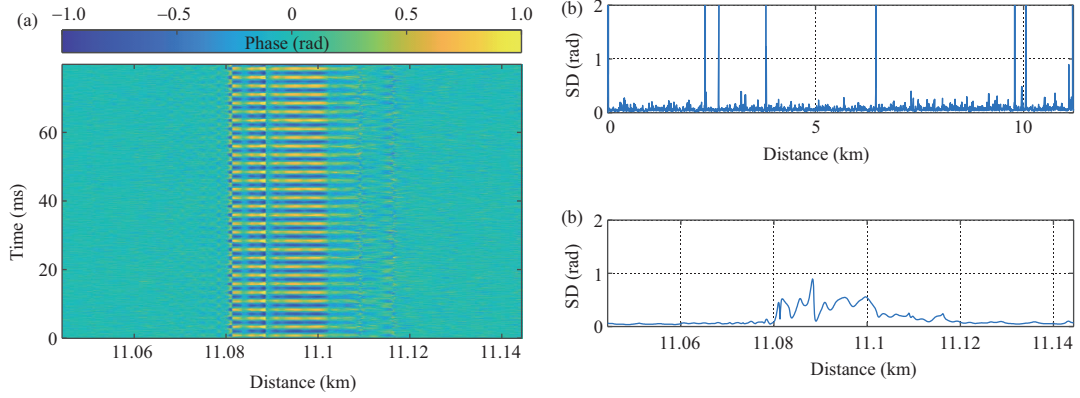 (a)
−1.0 −0.5 0 0.5 1.0
Phase (rad)
Time (ms)
60
40
20
0
11.06 11.08 11.1 11.12 11.14
Distance (km)
(b)
SD (rad)
2
1
0
0 5 10
Distance (km)
(b)
SD (rad)
2
1
0
11.06 11.08 11.1 11.12 11.14
Distance (km)